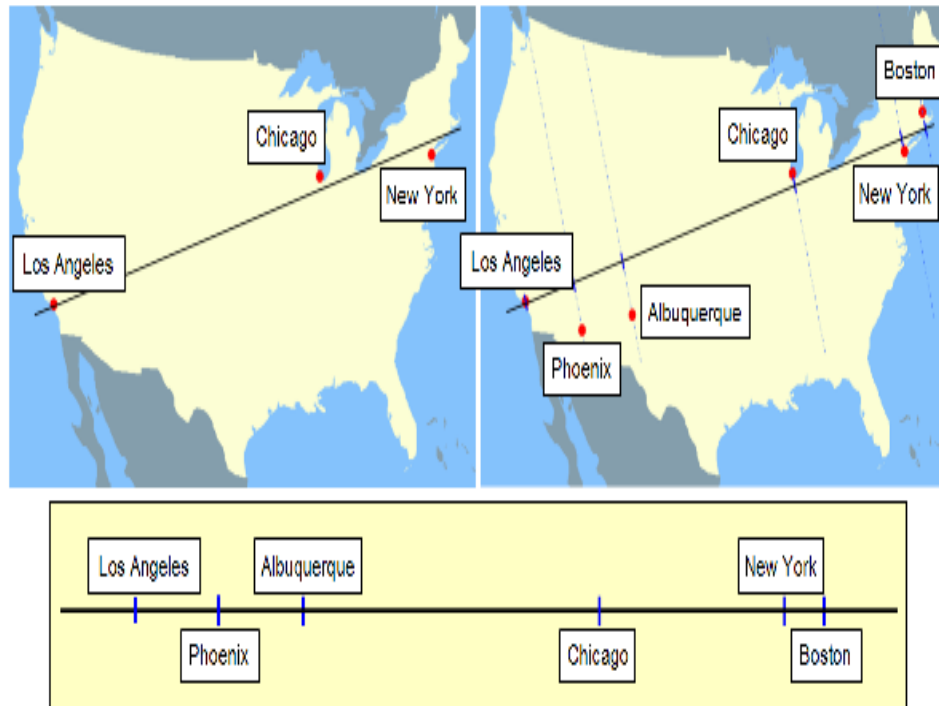 Chicago
New York
Los Angeles
Boston
Chicago
New York
Los Angeles
Albuquerque
Phoenix
Los Angeles
Albuquerque
New York
Phoenix
Chicago
Boston